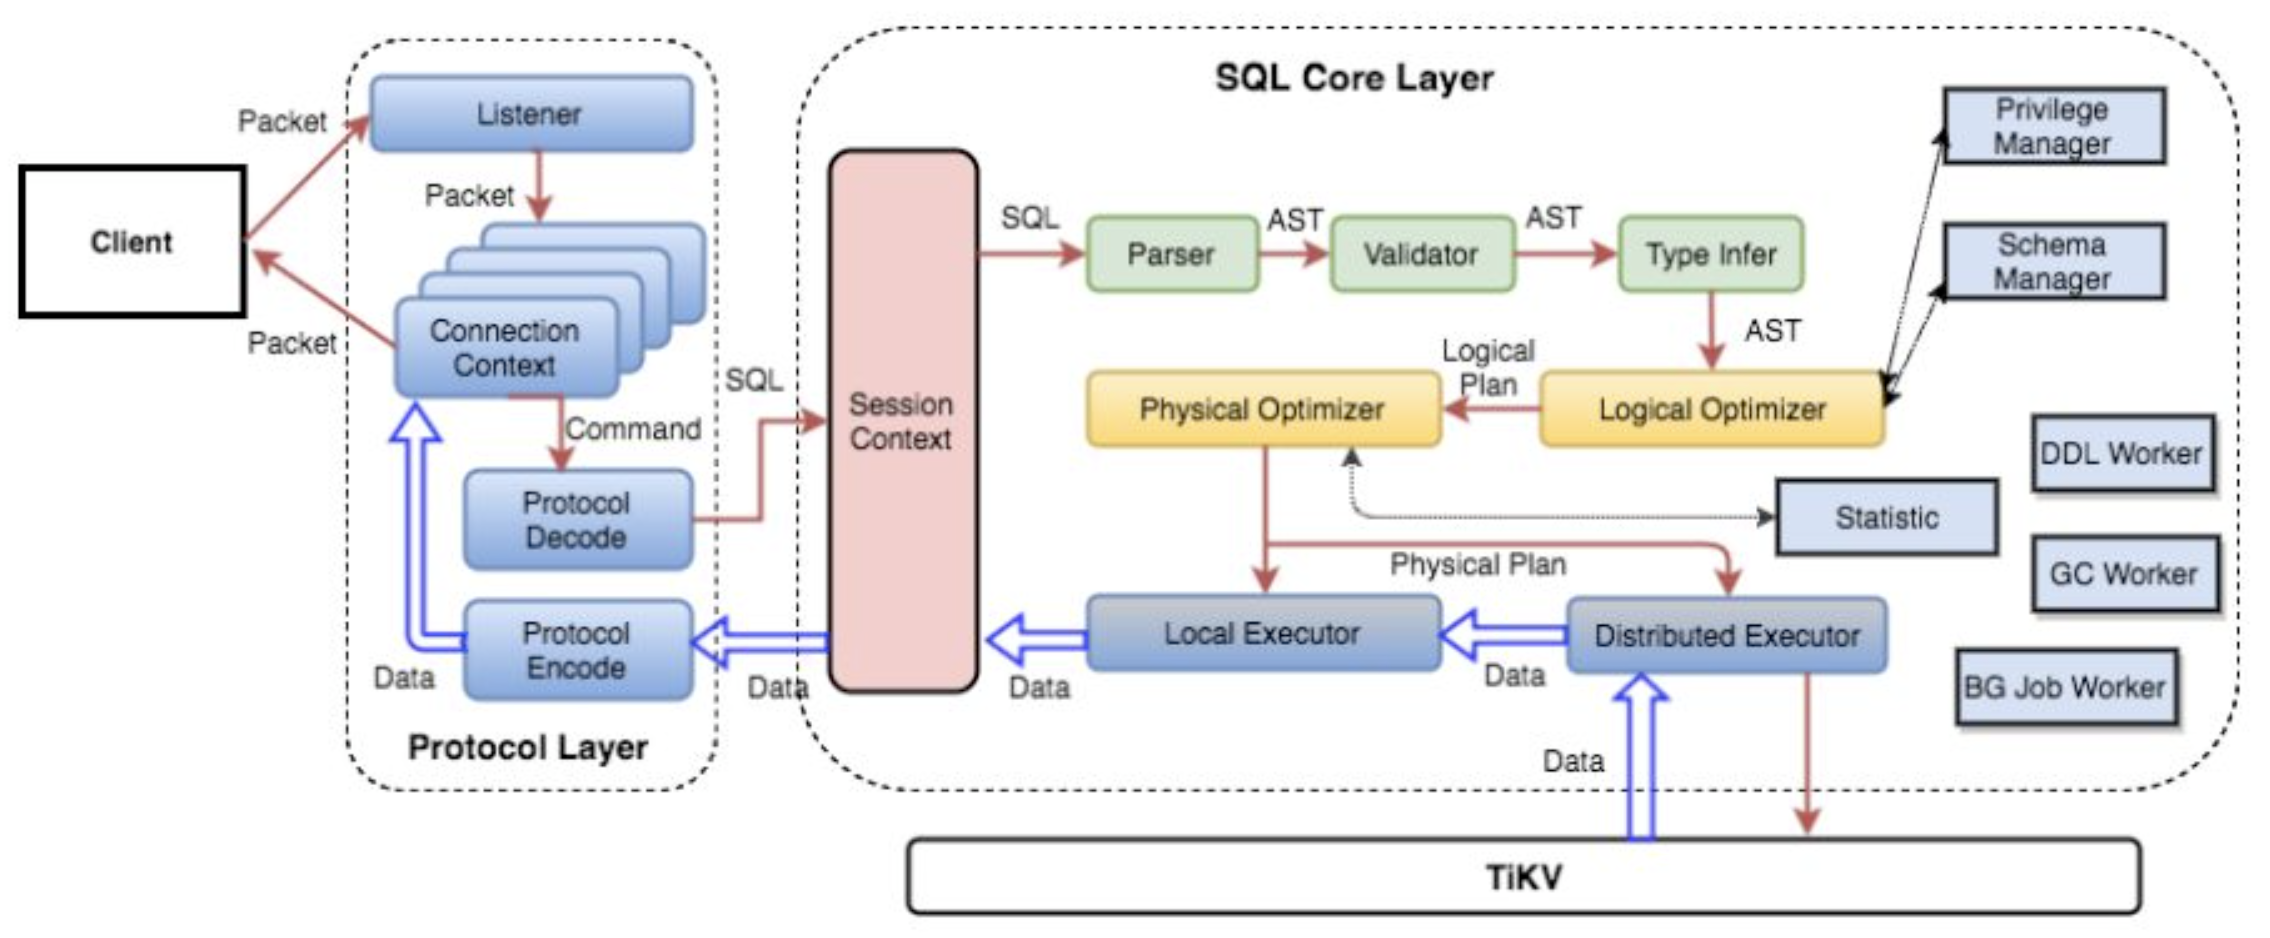 SQL Core Layer
Packet
Listener
Privilege
Manager
Packet
Client
SQL
Parser
AST
Validator
AST
Type Infer
Schema
Manager
Packet
Connection
Context
AST
SQL
Session
Context
Logical
Plan
Physical Optimizer
Logical Optimizer
Command
DDL Worker
Protocol
Decode
Statistic
Physical Plan
GC Worker
Protocol
Encode
Local Executor
Distributed Executor
Data
Data
Data
Data
BG Job Worker
Protocol Layer
Data
TiKV